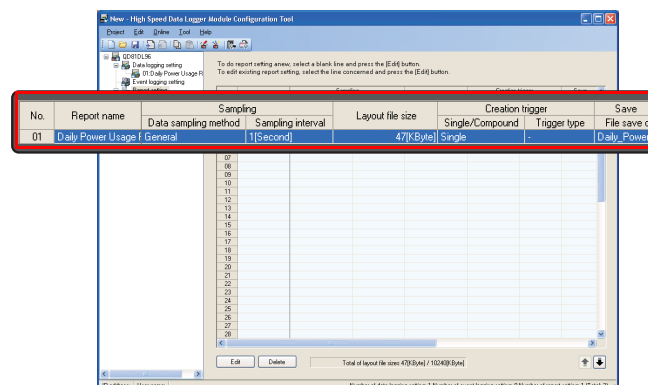 New - High Speed Data Logger Module Configuration Tool
Project Edit Online Tool Help
QD81DL96
Data logging setting
01:Daily Power Usage R
Event logging setting
Report setting
To do report setting anew, select a blank line and press the [Edit] button.
To edit existing report setting, select the line concerned and press the [Edit] button.
No. Report name Sampling Layout file size Creation trigger Save
Data sampling method Sampling interval Single/Compound Trigger type File save
01 Daily Power Usage General 1[Second] 47[KByte] Single - Daily_Power
07
08
09
10
11
12
13
14
15
16
17
18
19
20
21
22
23
24
25
26
27
28
Edit Delete Total of layout file sizes 47[KByte] / 10240[KByte]